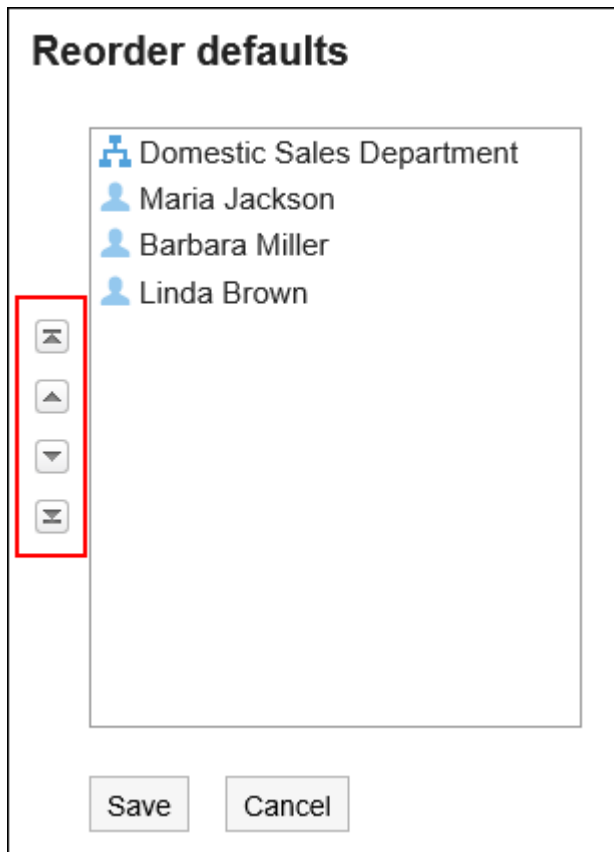 Reorder defaults
Domestic Sales Department
Maria Jackson
Barbara Miller
Linda Brown
Save Cancel